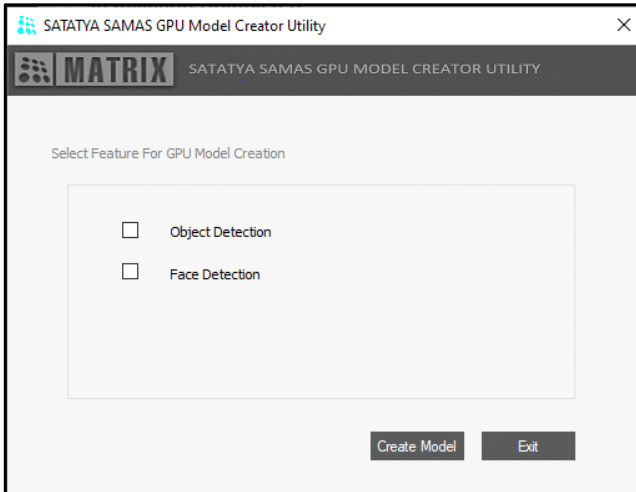 SATATYA SAMAS GPU Model Creator Utility
MATRIX SATATYA SAMAS GPU MODEL CREATOR UTILITY
Select Feature For GPU Model Creation
Object Detection
Face Detection
Create Model Exit